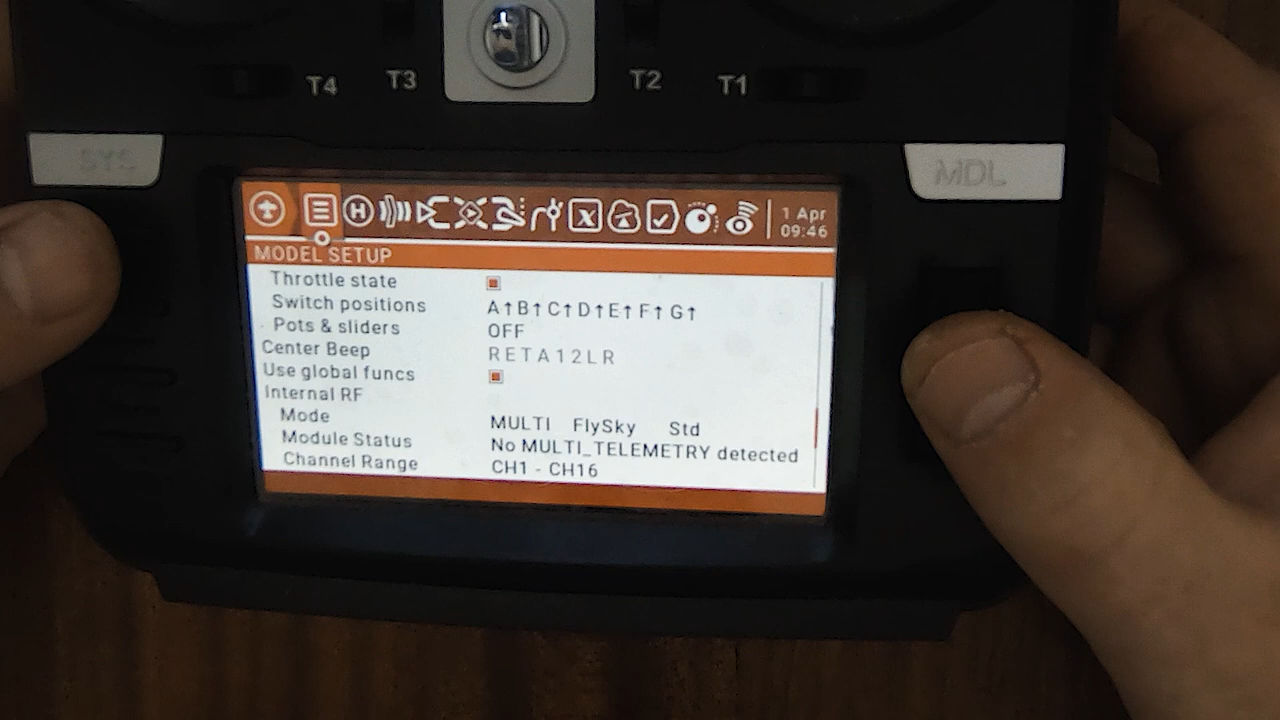 T4 T3 T2 T1
SYS MDL
1 Apr
09:46
MODEL SETUP
Throttle state
Switch positions A↑B↑C↑D↑E↑F↑G↑
Pots & sliders OFF
Center Beep RETA12LR
Use global funcs
Internal RF
Mode MULTI FlySky Std
Module Status No MULTI_TELEMETRY detected
Channel Range CH1 - CH16